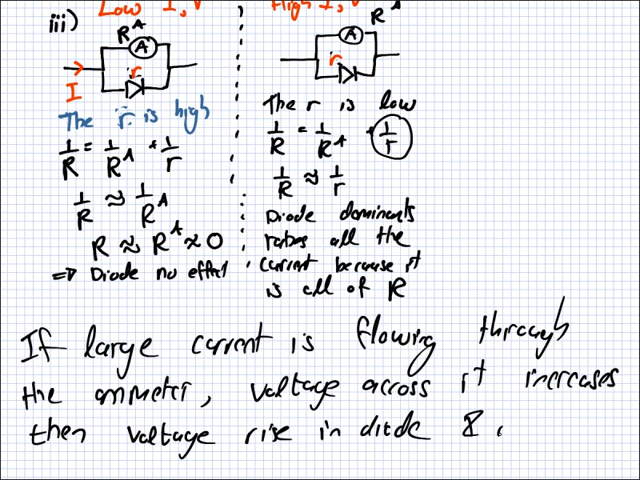 iii) Low I, V
R^A
A
r
I
The r is high
1/R = 1/R^A + 1/r
1/R ≈ 1/R^A
R ≈ R^A ≈ 0
=> Diode no effect
High I, V
R^A
A
r
The r is low
1/R = 1/R^A + 1/r
1/R ≈ 1/r
Diode dominants
takes all the
current because it
is all of R
If large current is flowing through
the ammeter, voltage across it increases
then voltage rise in diode &